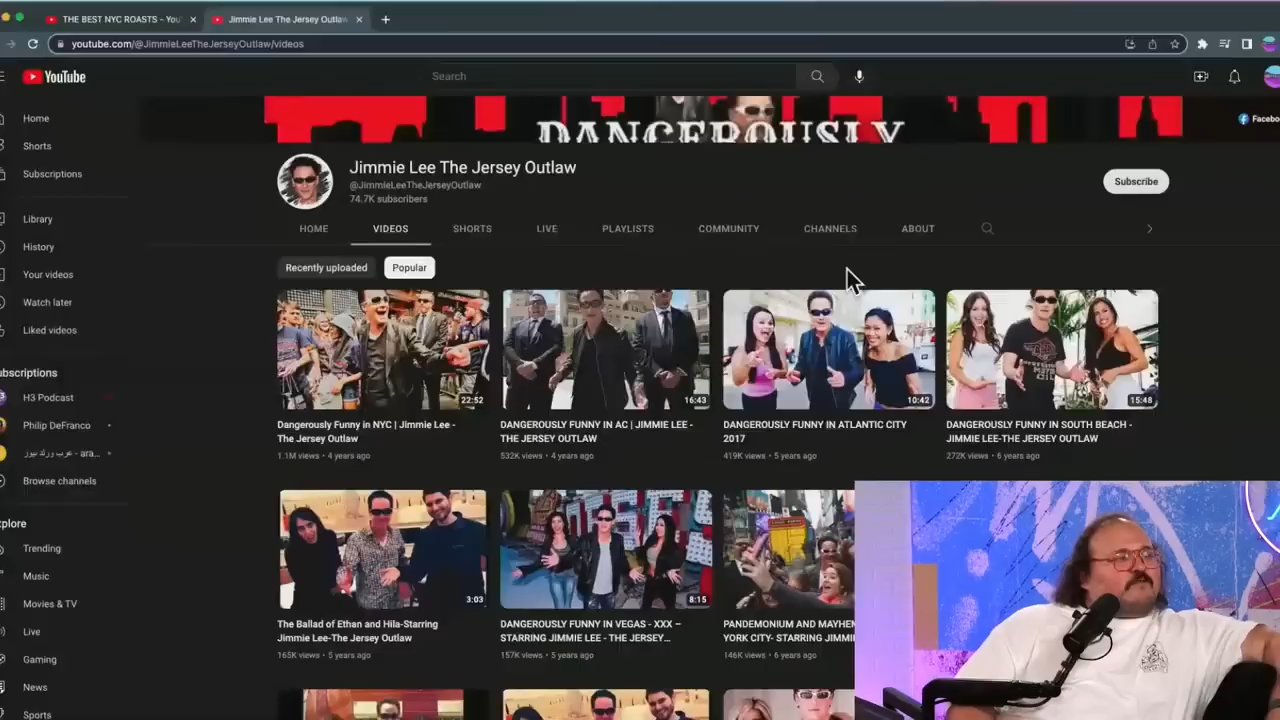 THE BEST NYC ROASTS - You
Jimmie Lee The Jersey Outlaw
youtube.com/@JimmieLeeTheJerseyOutlaw/videos
YouTube
Search
DANGEROUSLY
Facebo
Jimmie Lee The Jersey Outlaw
@JimmieLeeTheJerseyOutlaw
74.7K subscribers
Subscribe
HOME VIDEOS SHORTS LIVE PLAYLISTS COMMUNITY CHANNELS ABOUT
Recently uploaded Popular
22:52 16:43 10:42 15:48
Dangerously Funny in NYC | Jimmie Lee -
The Jersey Outlaw
1.1M views • 4 years ago
DANGEROUSLY FUNNY IN AC | JIMMIE LEE -
THE JERSEY OUTLAW
532K views • 4 years ago
DANGEROUSLY FUNNY IN ATLANTIC CITY
2017
419K views • 5 years ago
DANGEROUSLY FUNNY IN SOUTH BEACH -
JIMMIE LEE-THE JERSEY OUTLAW
272K views • 6 years ago
3:03 8:15
The Ballad of Ethan and Hila-Starring
Jimmie Lee-The Jersey Outlaw
165K views • 5 years ago
DANGEROUSLY FUNNY IN VEGAS - XXX –
STARRING JIMMIE LEE - THE JERSEY...
157K views • 5 years ago
PANDEMONIUM AND MAYHE
YORK CITY- STARRING JIMMI
146K views • 6 years ago
Home
Shorts
Subscriptions
Library
History
Your videos
Watch later
Liked videos
ubscriptions
H3 Podcast
Philip DeFranco
عرب ورلد نيوز - ara...
Browse channels
xplore
Trending
Music
Movies & TV
Live
Gaming
News
Sports